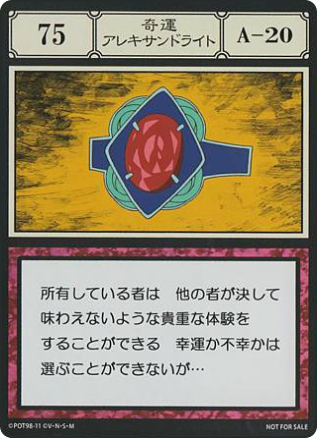 75
奇運
アレキサンドライト
A-20
所有している者は 他の者が決して
味わえないような貴重な体験を
することができる 幸運か不幸かは
選ぶことができないが…
©POT98-11 ©V・N・S・M
NOT FOR SALE